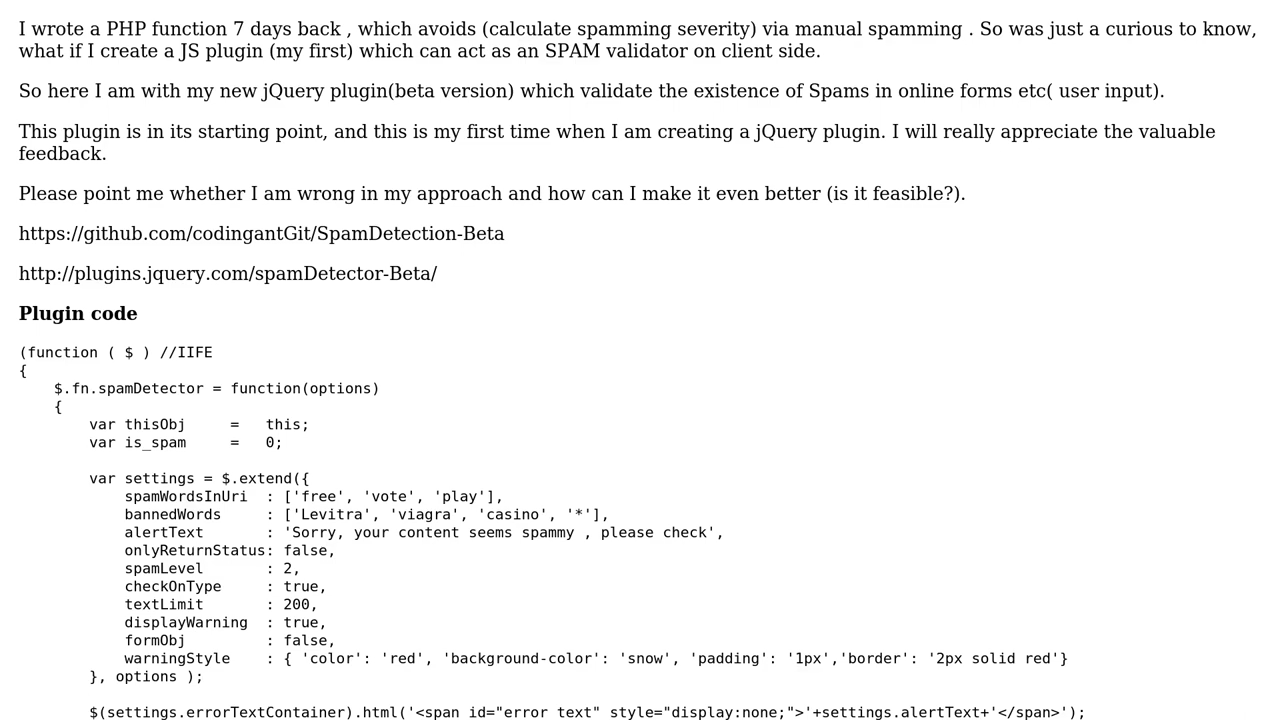 I wrote a PHP function 7 days back , which avoids (calculate spamming severity) via manual spamming . So was just a curious to know,
what if I create a JS plugin (my first) which can act as an SPAM validator on client side.
So here I am with my new jQuery plugin(beta version) which validate the existence of Spams in online forms etc( user input).
This plugin is in its starting point, and this is my first time when I am creating a jQuery plugin. I will really appreciate the valuable
feedback.
Please point me whether I am wrong in my approach and how can I make it even better (is it feasible?).
https://github.com/codingantGit/SpamDetection-Beta
http://plugins.jquery.com/spamDetector-Beta/
Plugin code
(function ( $ ) //IIFE
{
    $.fn.spamDetector = function(options)
    {
        var thisObj     =   this;
        var is_spam     =   0;
        var settings = $.extend({
            spamWordsInUri  : ['free', 'vote', 'play'],
            bannedWords     : ['Levitra', 'viagra', 'casino', '*'],
            alertText       : 'Sorry, your content seems spammy , please check',
            onlyReturnStatus: false,
            spamLevel       : 2,
            checkOnType     : true,
            textLimit       : 200,
            displayWarning  : true,
            formObj         : false,
            warningStyle    : { 'color': 'red', 'background-color': 'snow', 'padding': '1px','border': '2px solid red'}
        }, options );
        $(settings.errorTextContainer).html('<span id="error_text" style="display:none;">'+settings.alertText+'</span>');